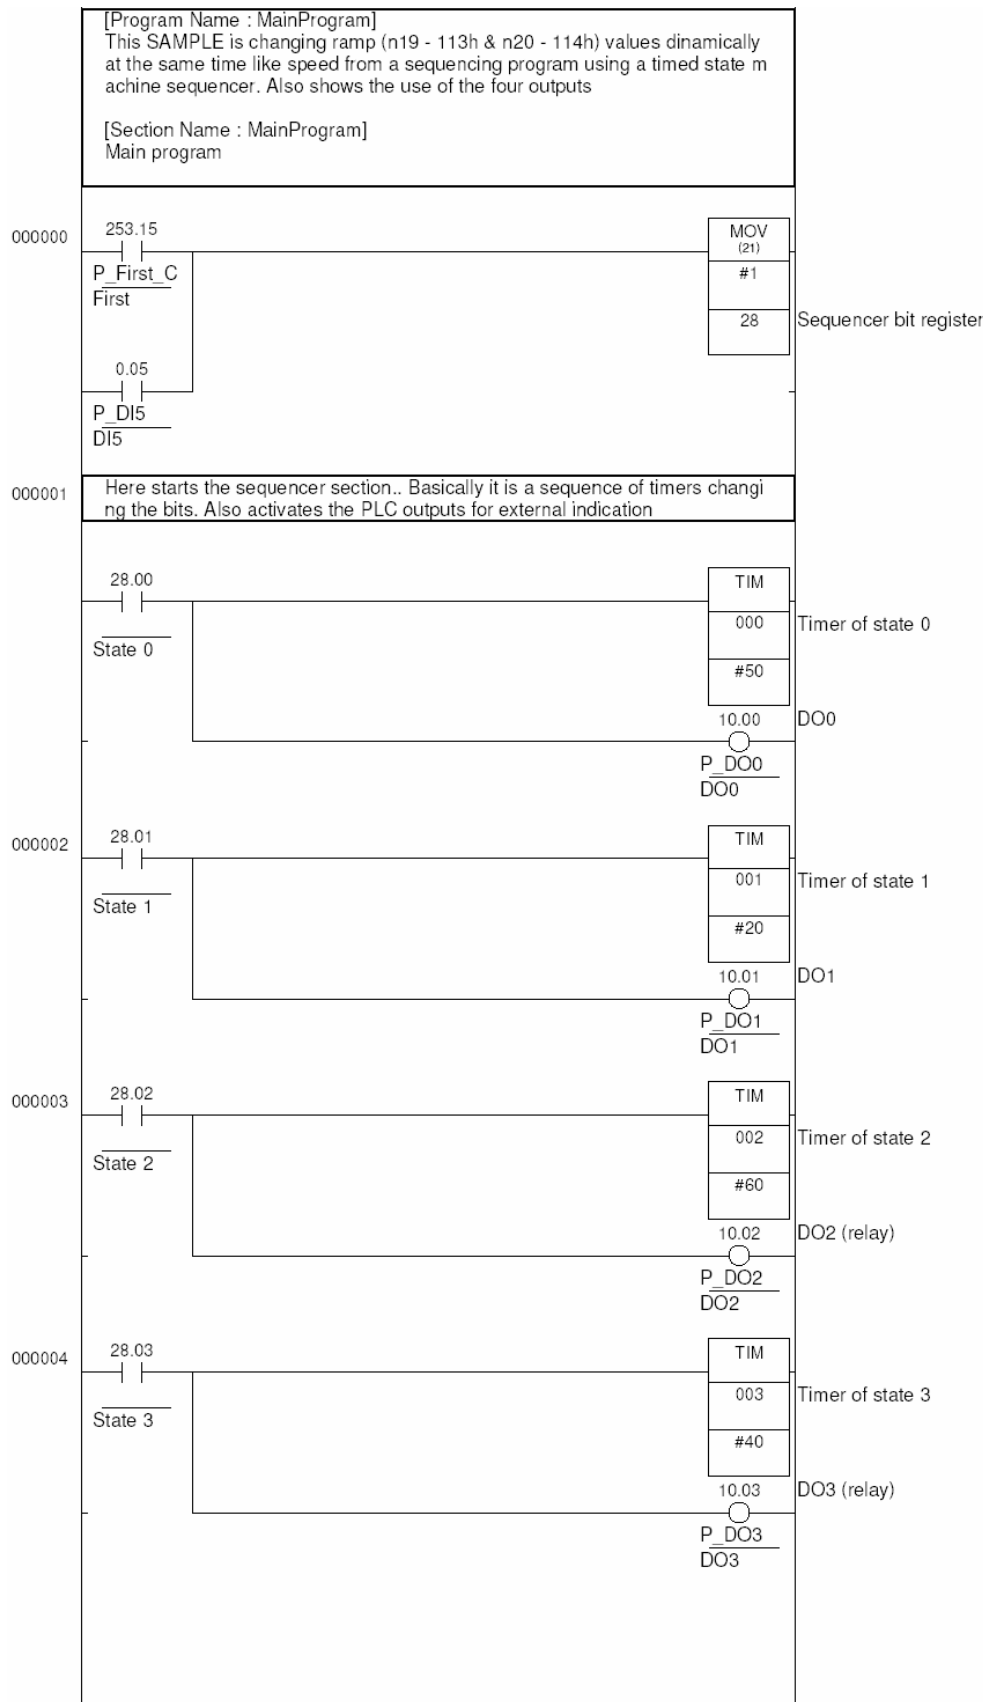 [Program Name : MainProgram]
This SAMPLE is changing ramp (n19 - 113h & n20 - 114h) values dinamically
at the same time like speed from a sequencing program using a timed state m
achine sequencer. Also shows the use of the four outputs
[Section Name : MainProgram]
Main program
000000
253.15
P_First_C
First
MOV
(21)
#1
28
Sequencer bit register
0.05
P_DI5
DI5
000001
Here starts the sequencer section.. Basically it is a sequence of timers changi
ng the bits. Also activates the PLC outputs for external indication
28.00
State 0
TIM
000
Timer of state 0
#50
10.00
DO0
P_DO0
DO0
000002
28.01
State 1
TIM
001
Timer of state 1
#20
10.01
DO1
P_DO1
DO1
000003
28.02
State 2
TIM
002
Timer of state 2
#60
10.02
DO2 (relay)
P_DO2
DO2
000004
28.03
State 3
TIM
003
Timer of state 3
#40
10.03
DO3 (relay)
P_DO3
DO3